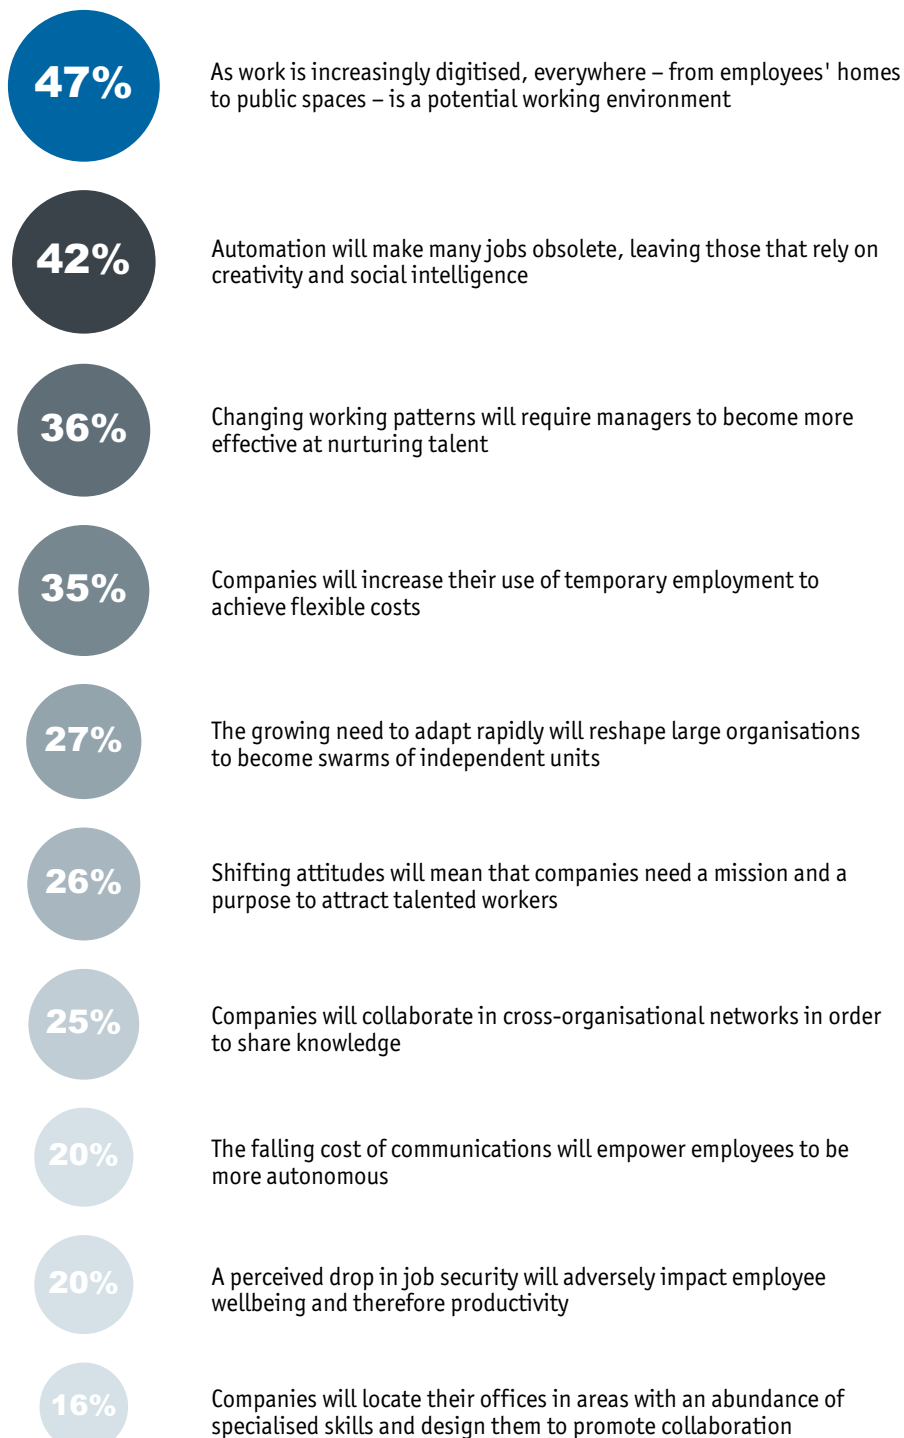 47%
As work is increasingly digitised, everywhere – from employees' homes
to public spaces – is a potential working environment
42%
Automation will make many jobs obsolete, leaving those that rely on
creativity and social intelligence
36%
Changing working patterns will require managers to become more
effective at nurturing talent
35%
Companies will increase their use of temporary employment to
achieve flexible costs
27%
The growing need to adapt rapidly will reshape large organisations
to become swarms of independent units
26%
Shifting attitudes will mean that companies need a mission and a
purpose to attract talented workers
25%
Companies will collaborate in cross-organisational networks in order
to share knowledge
20%
The falling cost of communications will empower employees to be
more autonomous
20%
A perceived drop in job security will adversely impact employee
wellbeing and therefore productivity
16%
Companies will locate their offices in areas with an abundance of
specialised skills and design them to promote collaboration